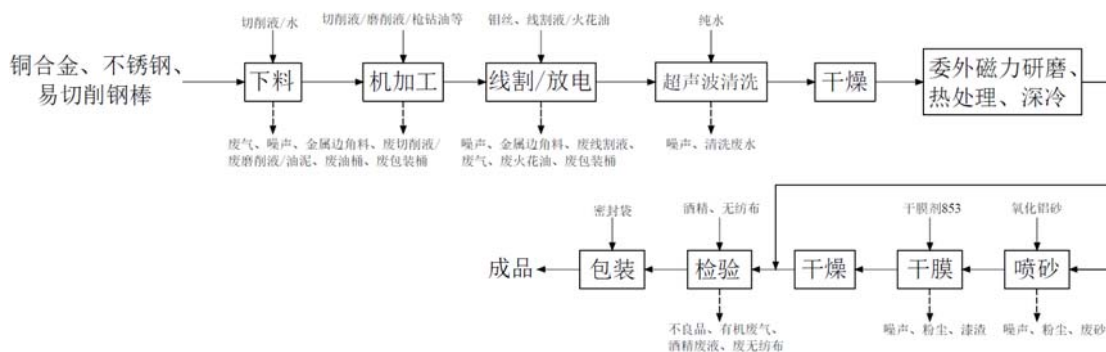 切削液/水
切削液/磨削液/枪钻油等
钼丝、线割液/火花油
纯水
铜合金、不锈钢、
易切削钢棒
下料
机加工
线割/放电
超声波清洗
干燥
委外磁力研磨、
热处理、深冷
废气、噪声、金属边角料、废切削液/
废磨削液/油泥、废油桶、废包装桶
噪声、金属边角料、废线割液、
废气、废火花油、废包装桶
噪声、清洗废水
密封袋
酒精、无纺布
干膜剂853
氧化铝砂
成品
包装
检验
干燥
干膜
喷砂
不良品、有机废气、
酒精废液、废无纺布
噪声、粉尘、漆渣
噪声、粉尘、废砂